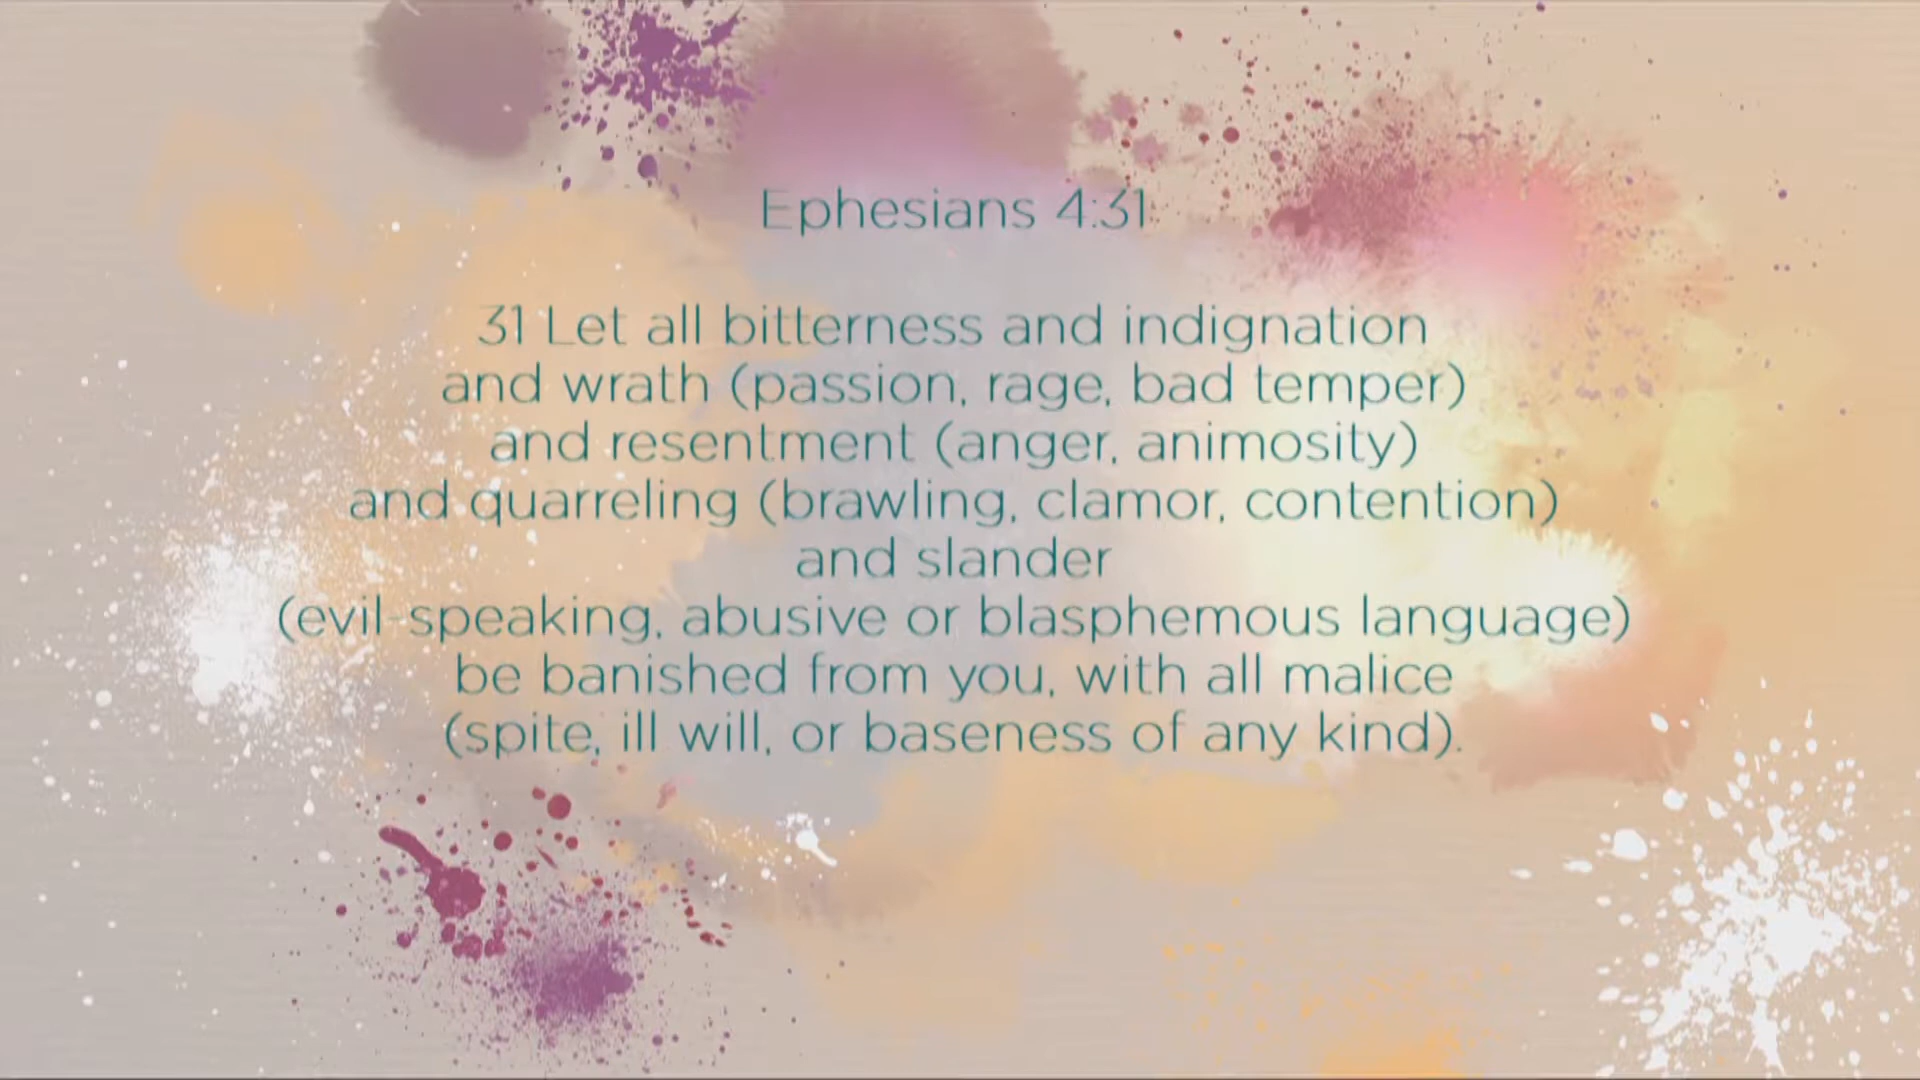 Ephesians 4:31
31 Let all bitterness and indignation
and wrath (passion, rage, bad temper)
and resentment (anger, animosity)
and quarreling (brawling, clamor, contention)
and slander
(evil-speaking, abusive or blasphemous language)
be banished from you, with all malice
(spite, ill will, or baseness of any kind).